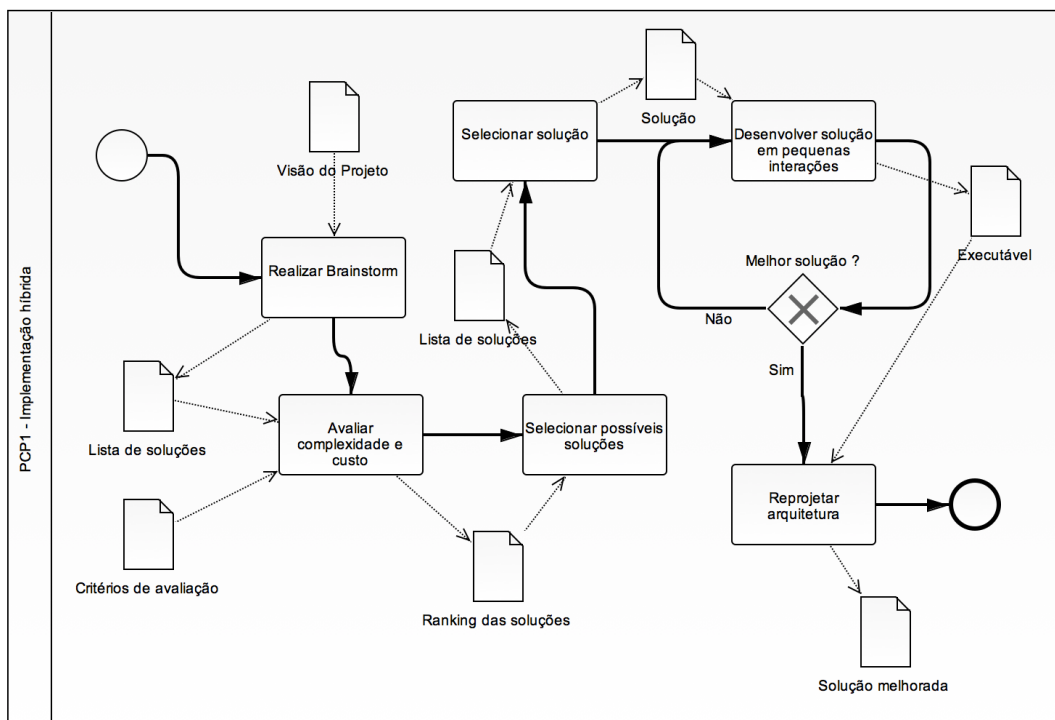 PCP1 - Implementação híbrida
Visão do Projeto
Realizar Brainstorm
Lista de soluções
Critérios de avaliação
Avaliar
complexidade e
custo
Ranking das soluções
Selecionar possíveis
soluções
Lista de soluções
Selecionar solução
Solução
Desenvolver solução
em pequenas
interações
Executável
Melhor solução ?
Não
Sim
Reprojetar
arquitetura
Solução melhorada